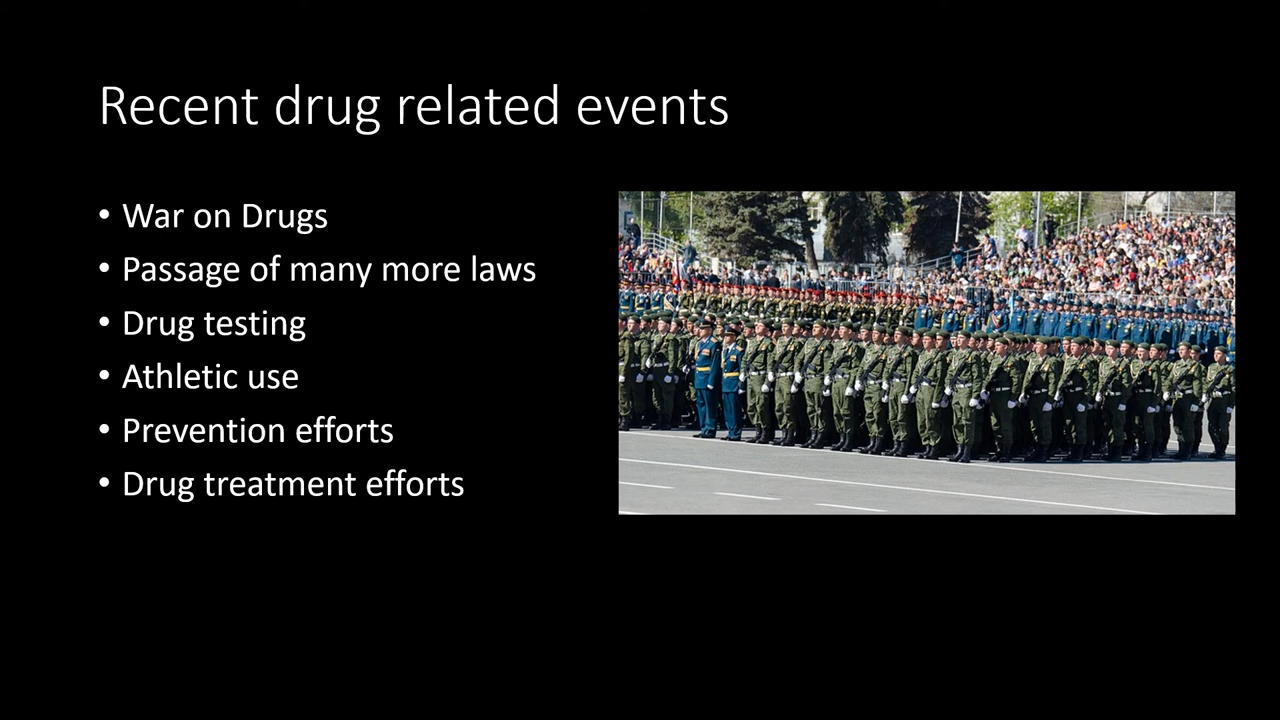 Recent drug related events
• War on Drugs
• Passage of many more laws
• Drug testing
• Athletic use
• Prevention efforts
• Drug treatment efforts